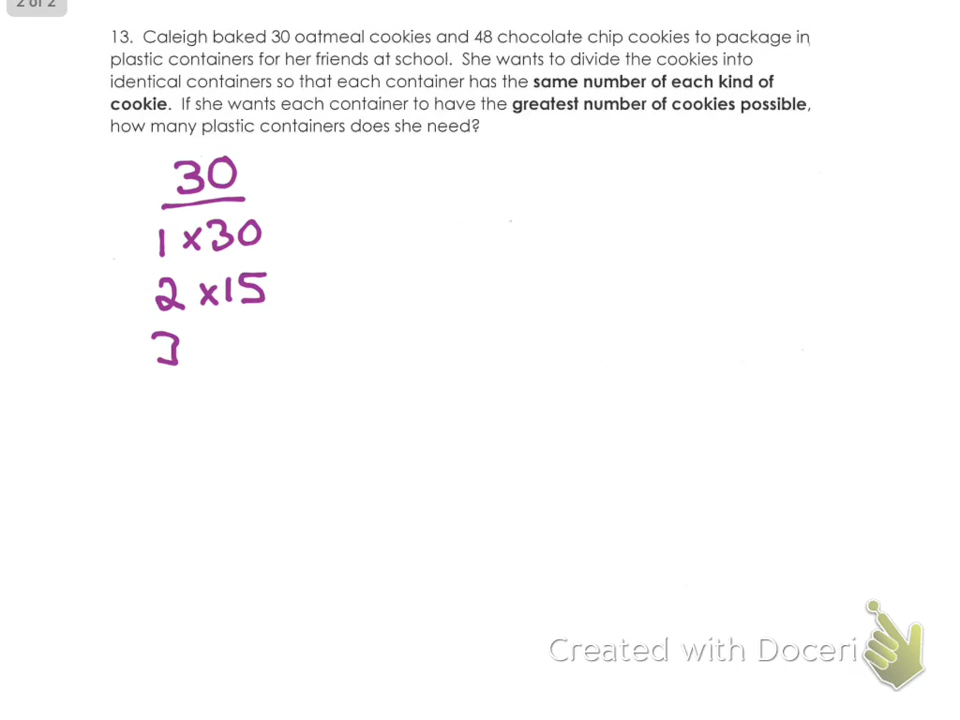 2 of 2
13. Caleigh baked 30 oatmeal cookies and 48 chocolate chip cookies to package in
plastic containers for her friends at school. She wants to divide the cookies into
identical containers so that each container has the same number of each kind of
cookie. If she wants each container to have the greatest number of cookies possible,
how many plastic containers does she need?
30
1 x 30
2 x 15
3
Created with Doceri